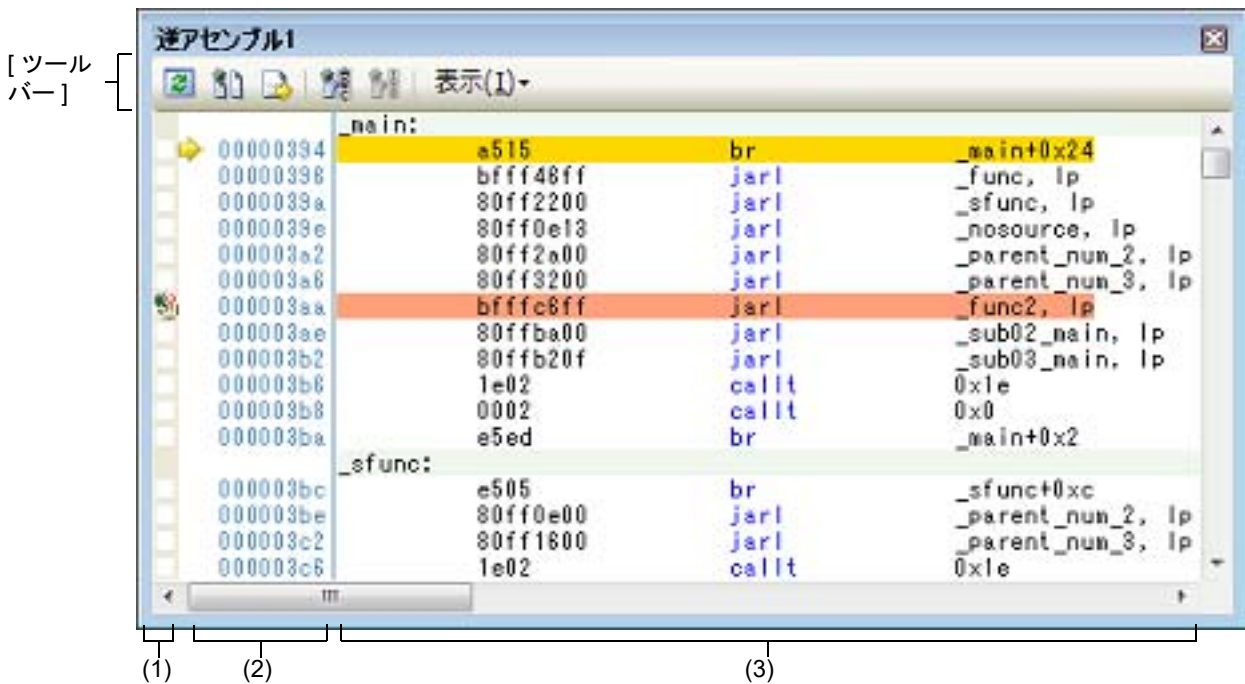 逆アセンブル1
[ ツール
バー ]
表示(I)
_main:
00000394 a515 br _main+0x24
00000396 bfff46ff jarl _func, lp
0000039a 80ff2200 jarl _sfunc, lp
0000039e 80ff0e13 jarl _nosource, lp
000003a2 80ff2a00 jarl _parent_num_2, lp
000003a6 80ff3200 jarl _parent_num_3, lp
000003aa bfffc6ff jarl _func2, lp
000003ae 80ffba00 jarl _sub02_main, lp
000003b2 80ffb20f jarl _sub03_main, lp
000003b6 1e02 callt 0x1e
000003b8 0002 callt 0x0
000003ba e5ed br _main+0x2
_sfunc:
000003bc e505 br _sfunc+0xc
000003be 80ff0e00 jarl _parent_num_2, lp
000003c2 80ff1600 jarl _parent_num_3, lp
000003c6 1e02 callt 0x1e
(1) (2) (3)